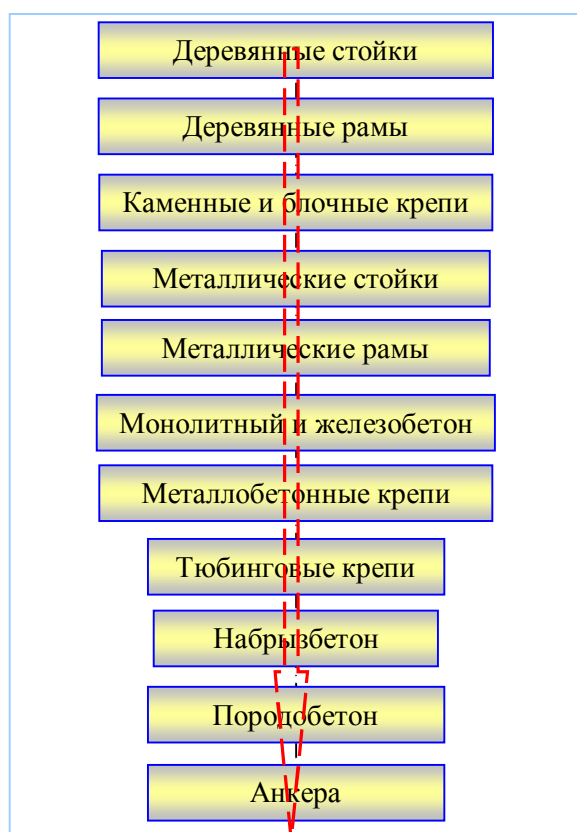 Деревянные стойки
Деревянные рамы
Каменные и блочные крепи
Металлические стойки
Металлические рамы
Монолитный и железобетон
Металлобетонные крепи
Тюбинговые крепи
Набрызбетон
Породобетон
Анкера